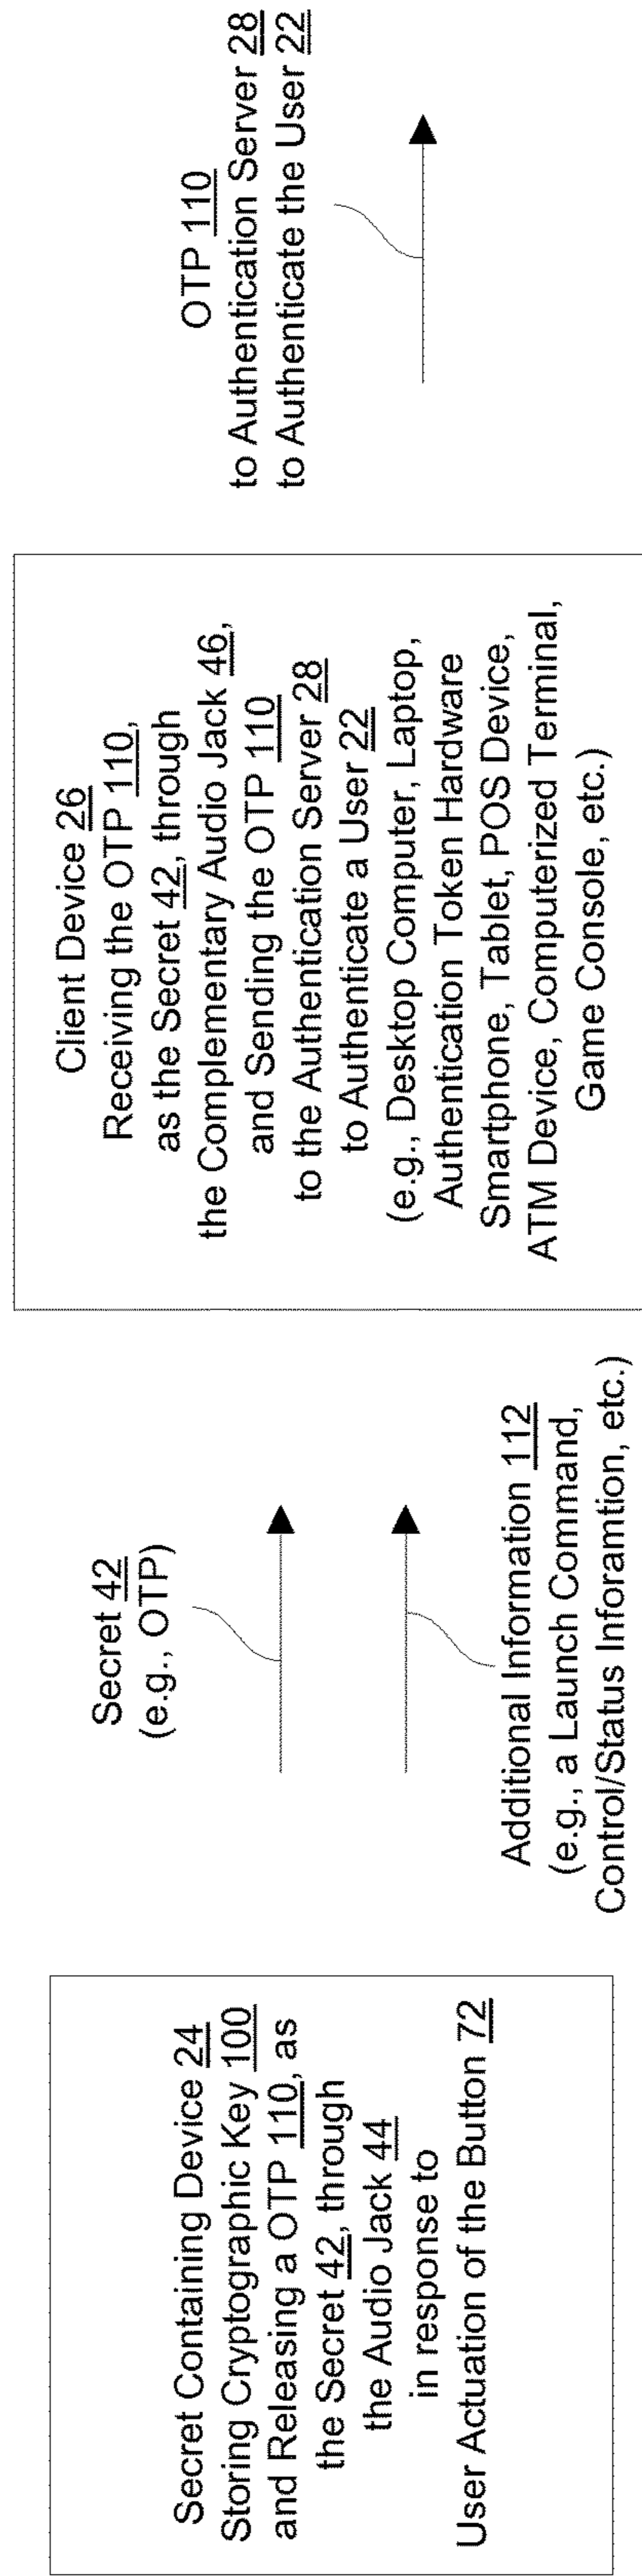 Secret Containing Device 24
Storing Cryptographic Key 100
and Releasing a OTP 110, as
the Secret 42, through
the Audio Jack 44
in response to
User Actuation of the Button 72
Secret 42
(e.g., OTP)
Additional Information 112
(e.g., a Launch Command,
Control/Status Inforamtion, etc.)
Client Device 26
Receiving the OTP 110,
as the Secret 42, through
the Complementary Audio Jack 46,
and Sending the OTP 110
to the Authentication Server 28
to Authenticate a User 22
(e.g., Desktop Computer, Laptop,
Authentication Token Hardware
Smartphone, Tablet, POS Device,
ATM Device, Computerized Terminal,
Game Console, etc.)
OTP 110
to Authentication Server 28
to Authenticate the User 22